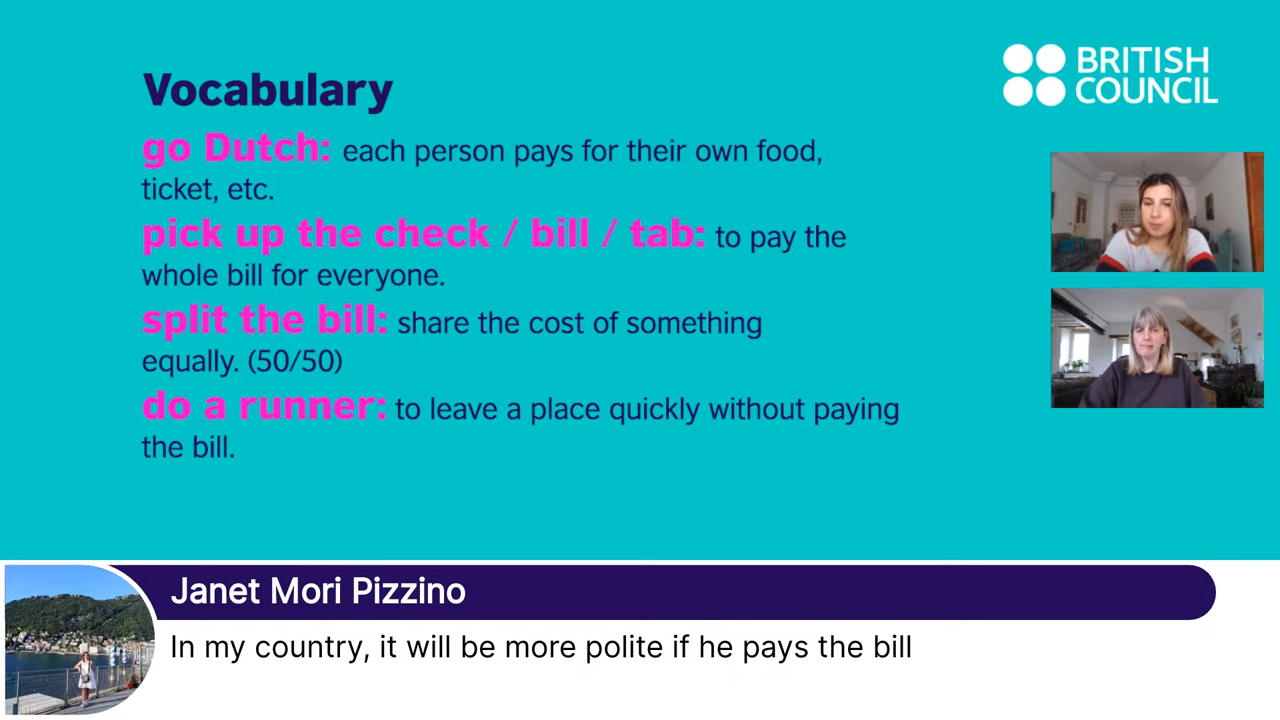 BRITISH
COUNCIL
Vocabulary
go Dutch: each person pays for their own food,
ticket, etc.
pick up the check / bill / tab: to pay the
whole bill for everyone.
split the bill: share the cost of something
equally. (50/50)
do a runner: to leave a place quickly without paying
the bill.
Janet Mori Pizzino
In my country, it will be more polite if he pays the bill